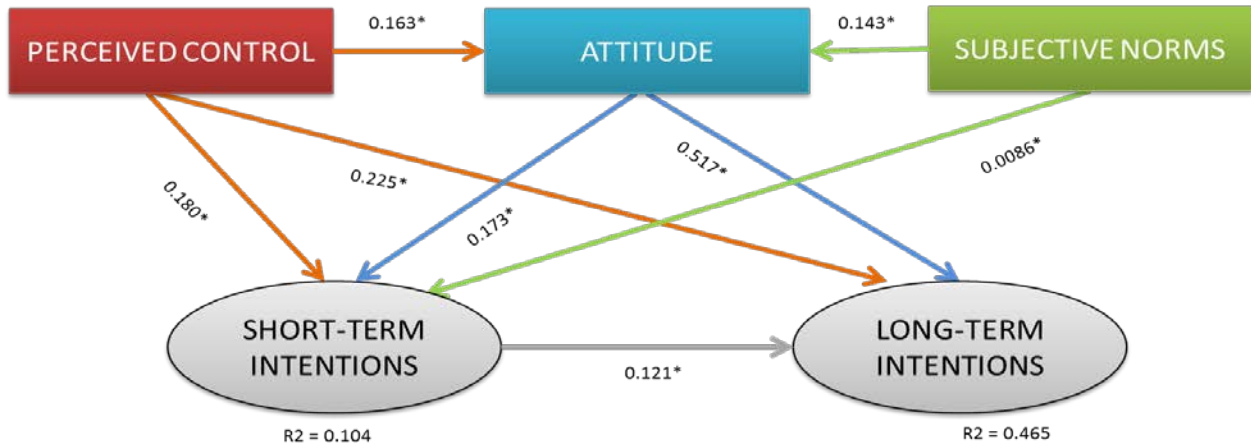 0.163*
0.143*
PERCEIVED CONTROL
ATTITUDE
SUBJECTIVE NORMS
0.180*
0.225*
0.173*
0.517*
0.0086*
SHORT-TERM
INTENTIONS
LONG-TERM
INTENTIONS
0.121*
R2 = 0.104
R2 = 0.465